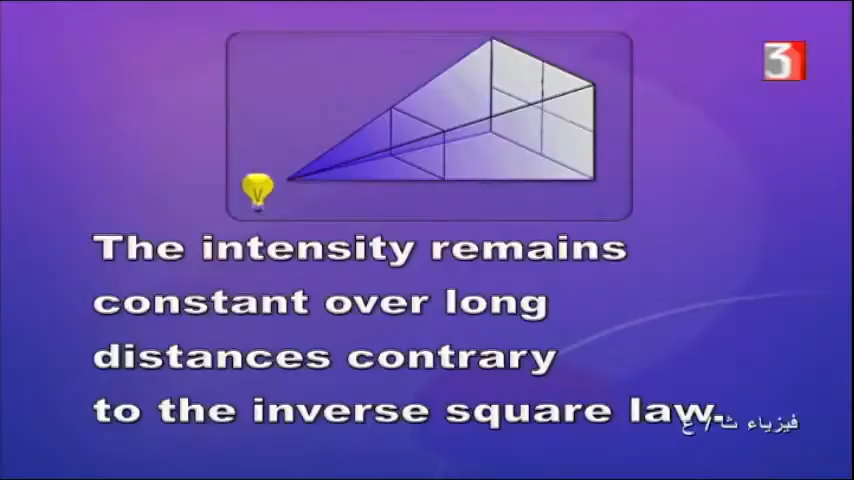 3
The intensity remains
constant over long
distances contrary
to the inverse square law.
فيزياء ث / ع